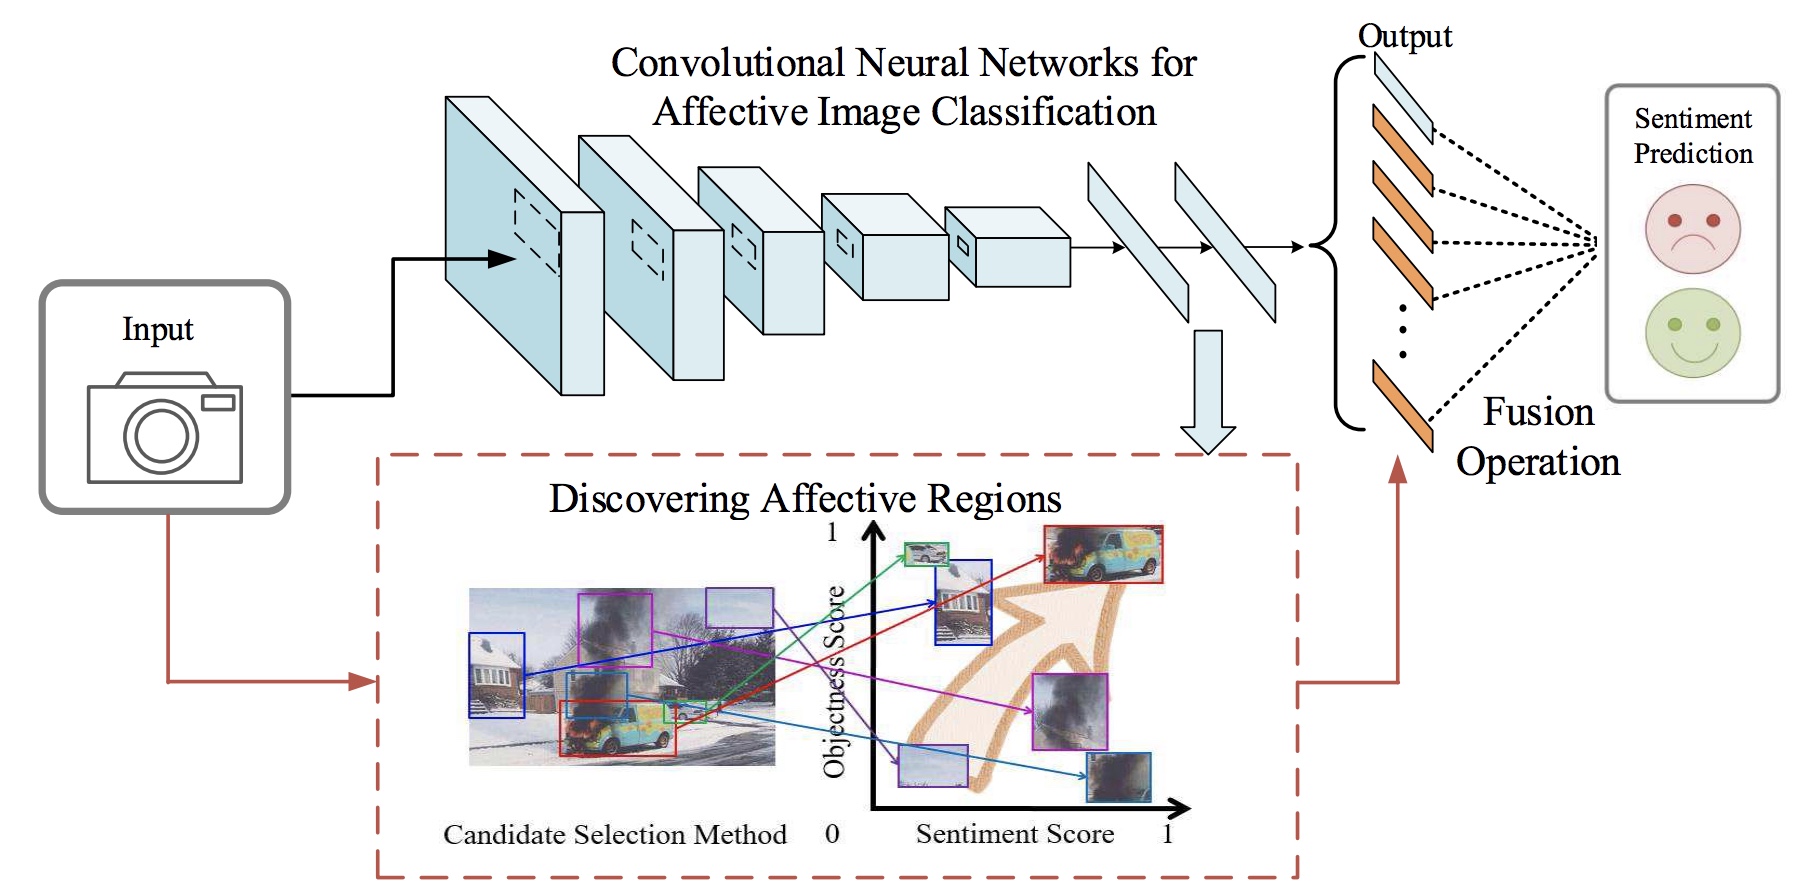 Convolutional Neural Networks for
Affective Image Classification
Output
Sentiment
Prediction
Input
Fusion
Operation
Discovering Affective Regions
1
Objectness Score
Candidate Selection Method
0
Sentiment Score
1